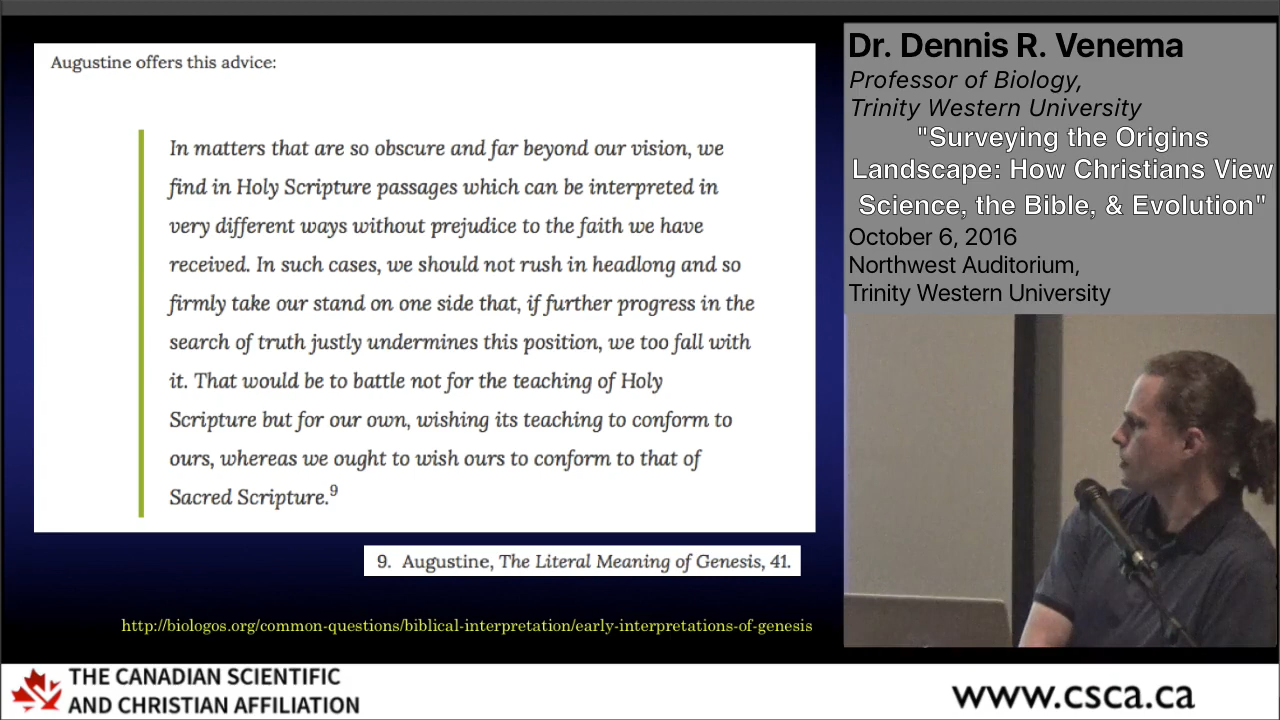 Augustine offers this advice:
In matters that are so obscure and far beyond our vision, we
find in Holy Scripture passages which can be interpreted in
very different ways without prejudice to the faith we have
received. In such cases, we should not rush in headlong and so
firmly take our stand on one side that, if further progress in the
search of truth justly undermines this position, we too fall with
it. That would be to battle not for the teaching of Holy
Scripture but for our own, wishing its teaching to conform to
ours, whereas we ought to wish ours to conform to that of
Sacred Scripture.9
9. Augustine, The Literal Meaning of Genesis, 41.
http://biologos.org/common-questions/biblical-interpretation/early-interpretations-of-genesis
Dr. Dennis R. Venema
Professor of Biology,
Trinity Western University
"Surveying the Origins
Landscape: How Christians View
Science, the Bible, & Evolution"
October 6, 2016
Northwest Auditorium,
Trinity Western University
THE CANADIAN SCIENTIFIC
AND CHRISTIAN AFFILIATION
www.csca.ca